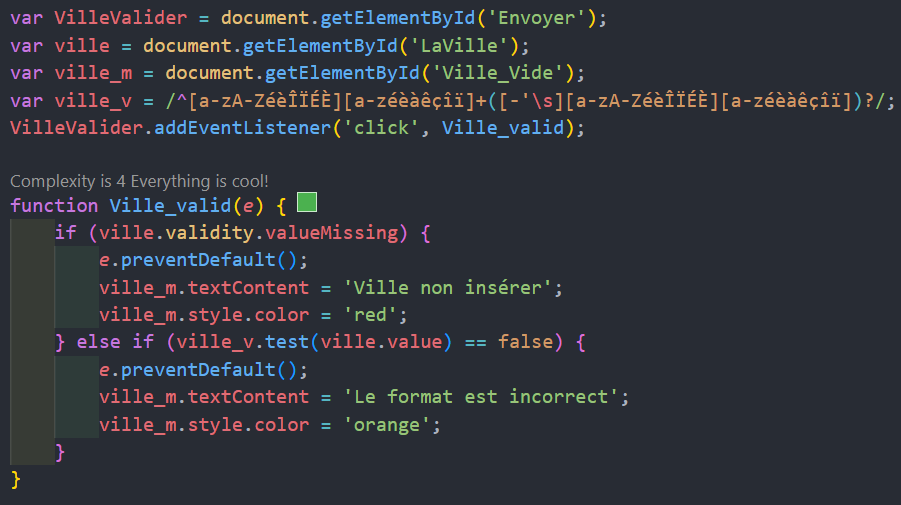 var VilleValider = document.getElementById('Envoyer');
var ville = document.getElementById('LaVille');
var ville_m = document.getElementById('Ville_Vide');
var ville_v = /^[a-zA-ZéèÎÏÉÈ][a-zéèàêçîï]+([-'\s][a-zA-ZéèÎÏÉÈ][a-zéèàêçîï])?/;
VilleValider.addEventListener('click', Ville_valid);
Complexity is 4 Everything is cool!
function Ville_valid(e) {
    if (ville.validity.valueMissing) {
        e.preventDefault();
        ville_m.textContent = 'Ville non insérer';
        ville_m.style.color = 'red';
    } else if (ville_v.test(ville.value) == false) {
        e.preventDefault();
        ville_m.textContent = 'Le format est incorrect';
        ville_m.style.color = 'orange';
    }
}